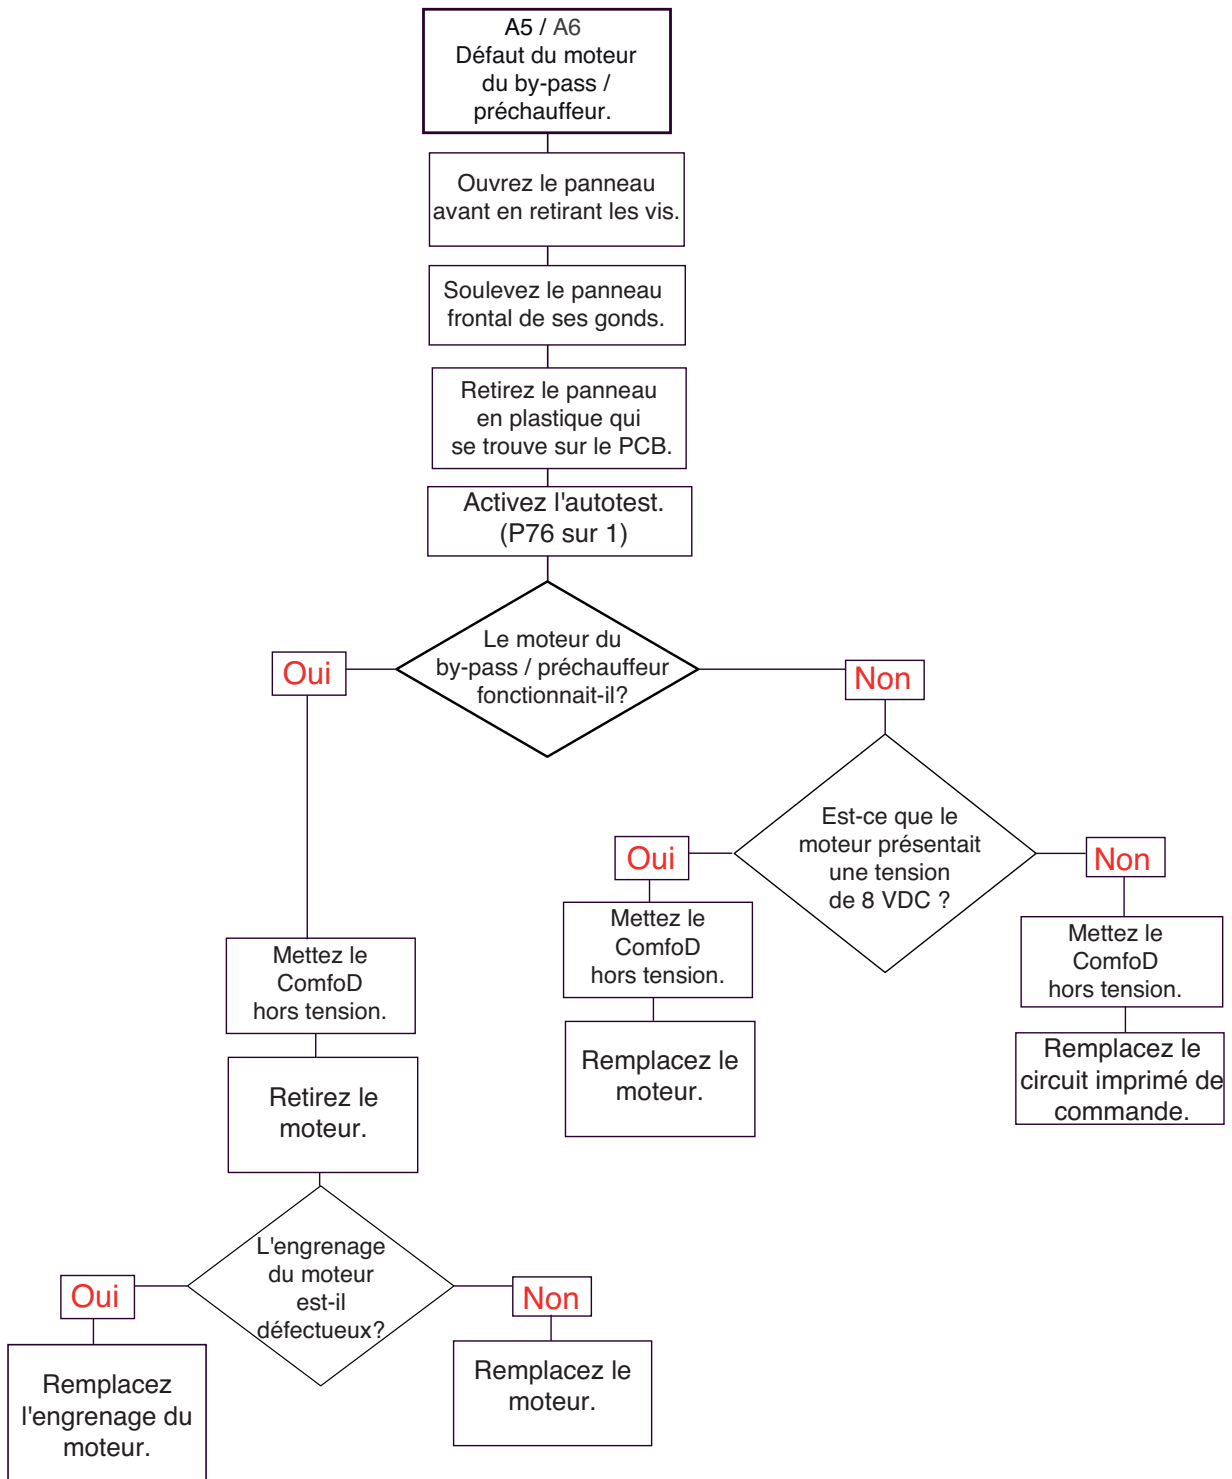 A5 / A6
Défaut du moteur
du by-pass /
préchauffeur.
Ouvrez le panneau
avant en retirant les vis.
Soulevez le panneau
frontal de ses gonds.
Retirez le panneau
en plastique qui
se trouve sur le PCB.
Activez l'autotest.
(P76 sur 1)
Le moteur du
by-pass / préchauffeur
fonctionnait-il?
Oui
Non
Est-ce que le
moteur présentait
une tension
de 8 VDC ?
Oui
Non
Mettez le
ComfoD
hors tension.
Mettez le
ComfoD
hors tension.
Mettez le
ComfoD
hors tension.
Retirez le
moteur.
Remplacez le
moteur.
Remplacez le
circuit imprimé de
commande.
L'engrenage
du moteur
est-il
défectueux?
Oui
Non
Remplacez
l'engrenage du
moteur.
Remplacez le
moteur.